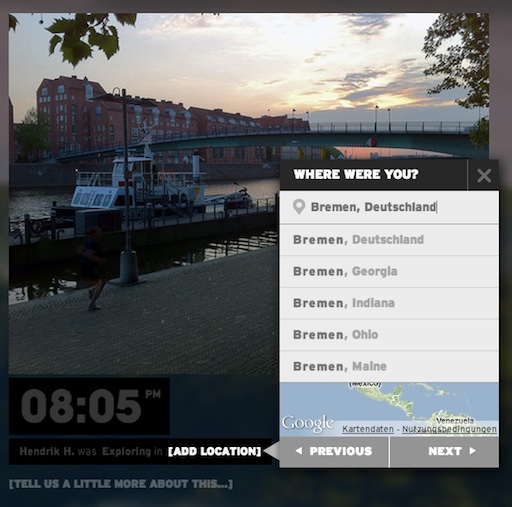 WHERE WERE YOU?
Bremen, Deutschland
Bremen, Deutschland
Bremen, Georgia
Bremen, Indiana
Bremen, Ohio
Bremen, Maine
(Mexico)
Venezuela
Google
Kartendaten - Nutzungsbedingungen
PREVIOUS NEXT
08:05 PM
Hendrik H. was Exploring in [ADD LOCATION]
[TELL US A LITTLE MORE ABOUT THIS...]